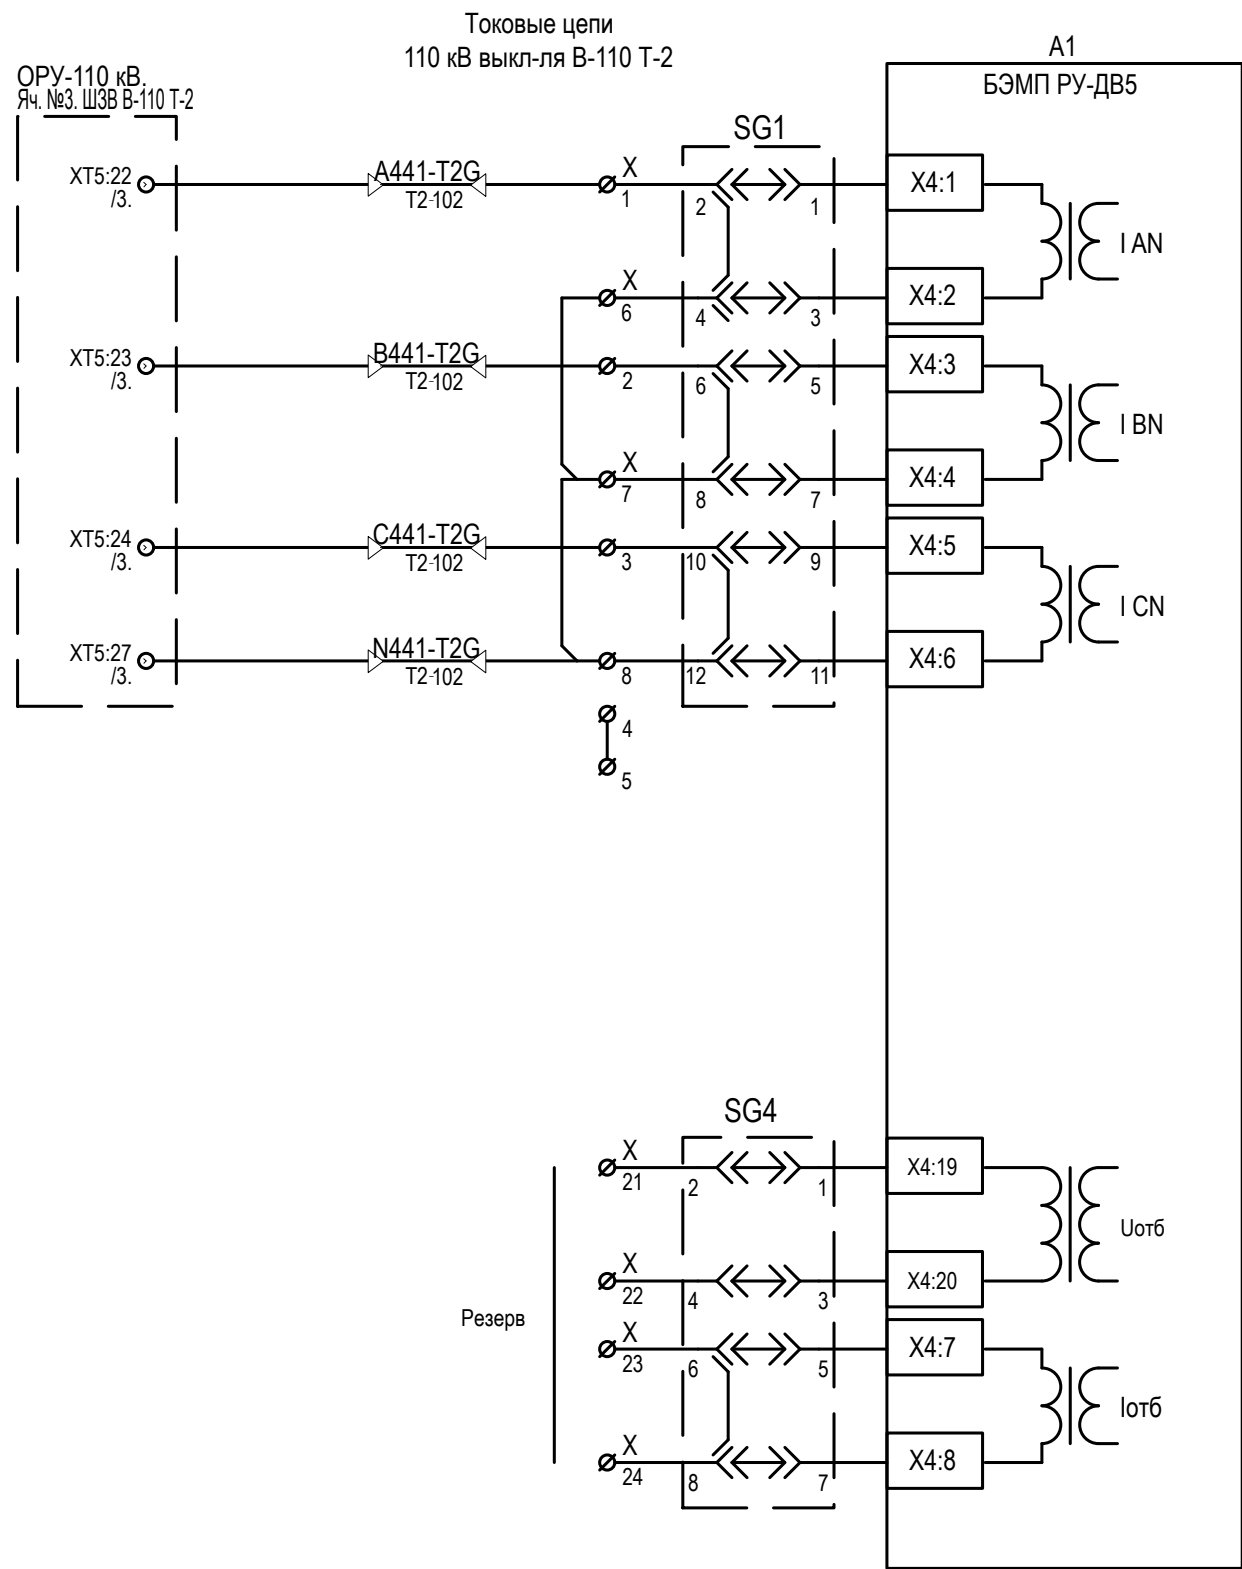 Токовые цепи
110 кВ выкл-ля В-110 Т-2
А1
БЭМП РУ-ДВ5
ОРУ-110 кВ.
Яч. №3. ШЗВ В-110 Т-2
SG1
XT5:22
/3.
A441-T2G
T2-102
X
1
2
1
X4:1
I AN
X
6
4
3
X4:2
XT5:23
/3.
B441-T2G
T2-102
2
6
5
X4:3
I BN
X
7
8
7
X4:4
XT5:24
/3.
C441-T2G
T2-102
3
10
9
X4:5
I CN
XT5:27
/3.
N441-T2G
T2-102
8
12
11
X4:6
4
5
SG4
X
21
2
1
X4:19
Uотб
X
22
4
3
X4:20
Резерв
X
23
6
5
X4:7
Iотб
X
24
8
7
X4:8